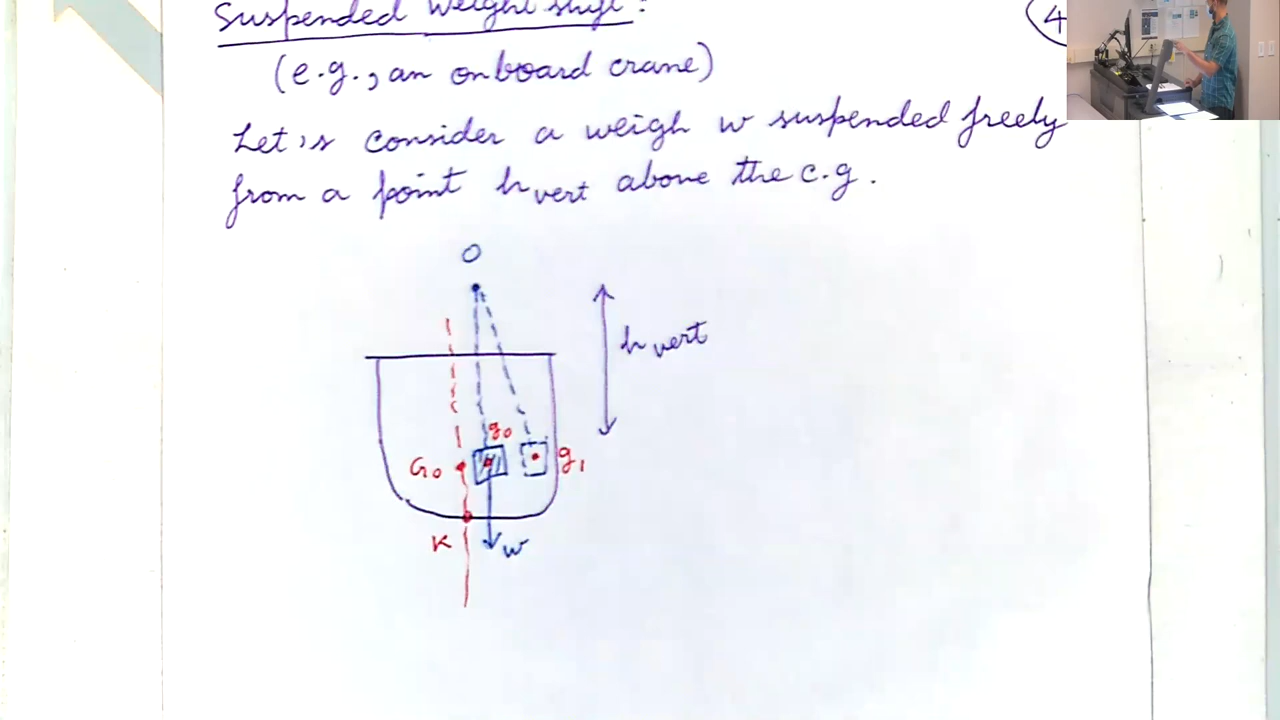 Suspended Weight shift:
4
(e.g., an onboard crane)
Let's consider a weigh w suspended freely
from a point h vert above the c.g.
O
h vert
g₀
G₀
g₁
K
w